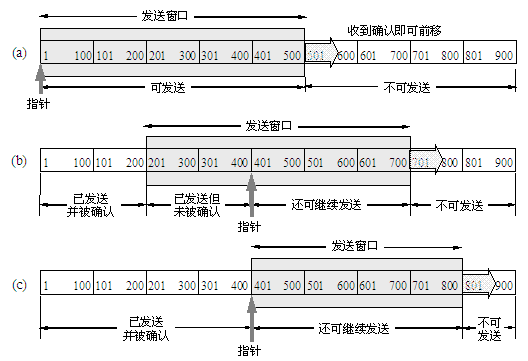 发送窗口
收到确认即可前移
(a) 1 100 101 200 201 300 301 400 401 500 501 600 601 700 701 800 801 900
可发送 不可发送
指针
发送窗口
(b) 1 100 101 200 201 300 301 400 401 500 501 600 601 700 701 800 801 900
已发送 已发送但 还可继续发送 不可发送
并被确认 未被确认
指针
发送窗口
(c) 1 100 101 200 201 300 301 400 401 500 501 600 601 700 701 800 801 900
已发送 还可继续发送 不可
并被确认 发送
指针